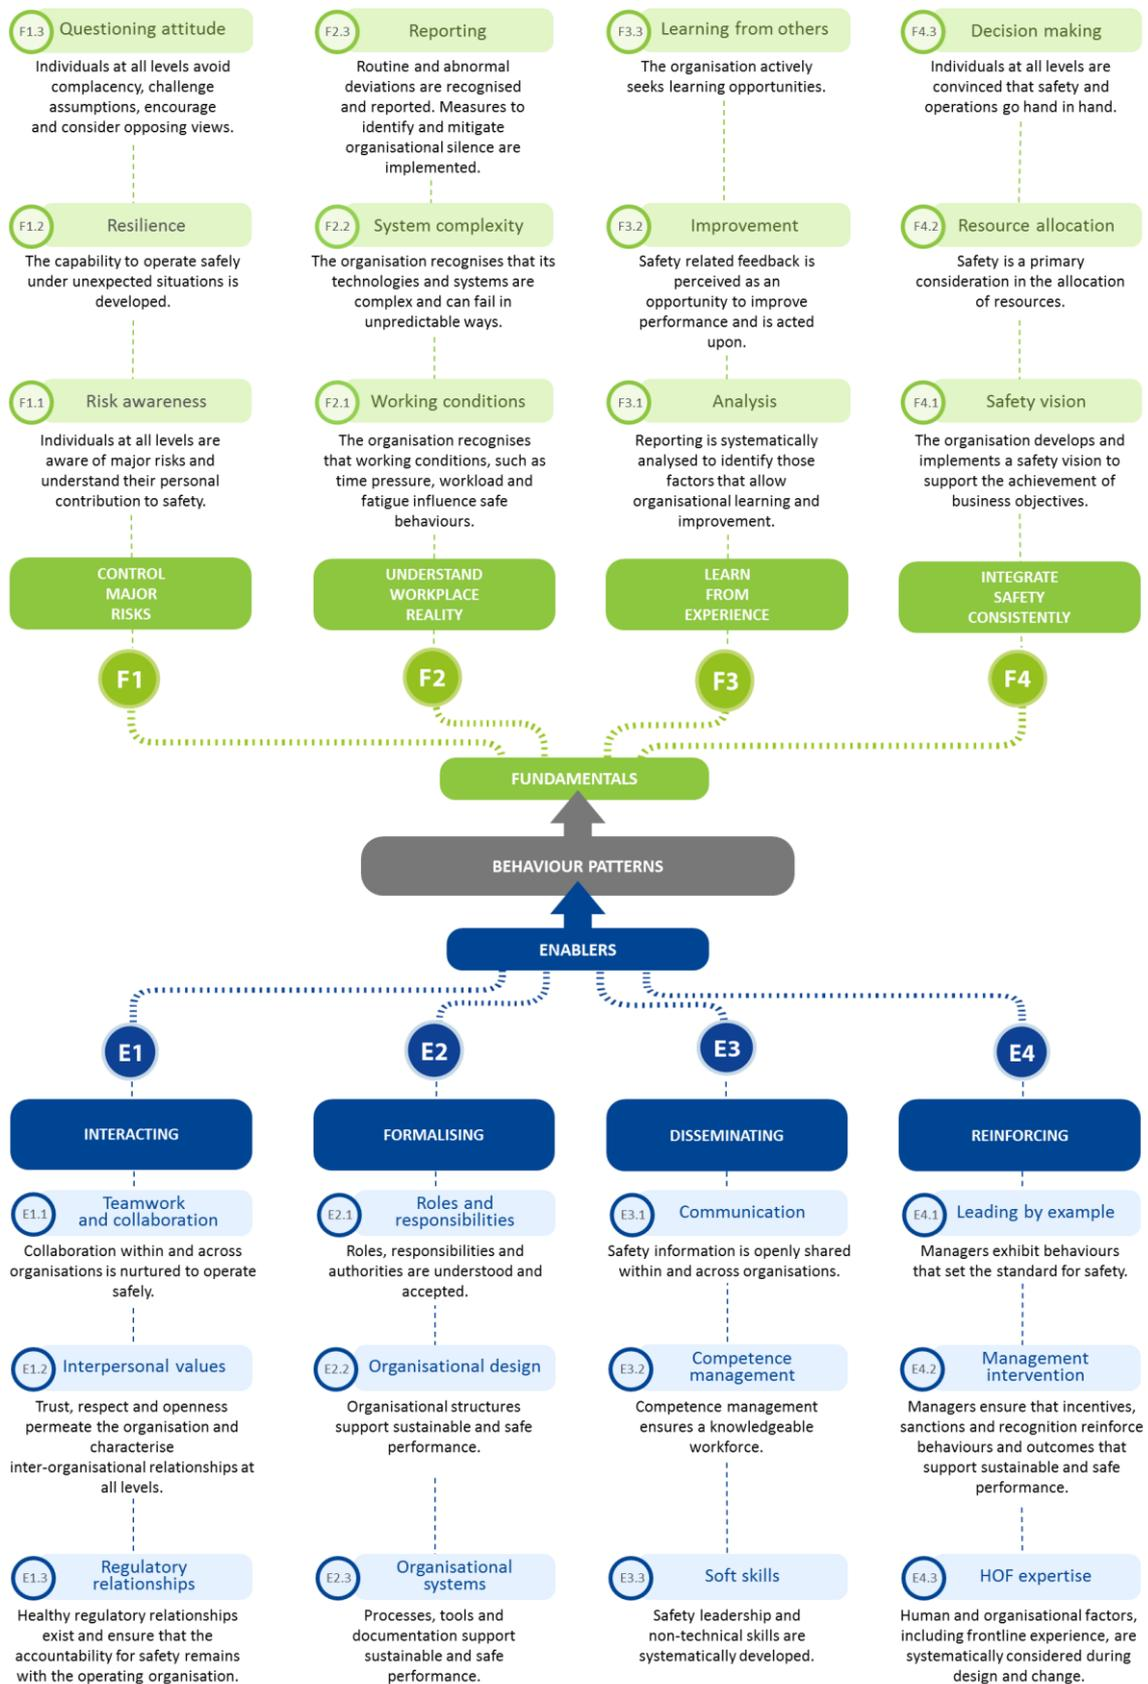 F1.3 Questioning attitude
Individuals at all levels avoid
complacency, challenge
assumptions, encourage
and consider opposing views.
F2.3 Reporting
Routine and abnormal
deviations are recognised
and reported. Measures to
identify and mitigate
organisational silence are
implemented.
F3.3 Learning from others
The organisation actively
seeks learning opportunities.
F4.3 Decision making
Individuals at all levels are
convinced that safety and
operations go hand in hand.
F1.2 Resilience
The capability to operate safely
under unexpected situations is
developed.
F2.2 System complexity
The organisation recognises that its
technologies and systems are
complex and can fail in
unpredictable ways.
F3.2 Improvement
Safety related feedback is
perceived as an
opportunity to improve
performance and is acted
upon.
F4.2 Resource allocation
Safety is a primary
consideration in the allocation
of resources.
F1.1 Risk awareness
Individuals at all levels are
aware of major risks and
understand their personal
contribution to safety.
F2.1 Working conditions
The organisation recognises
that working conditions, such as
time pressure, workload and
fatigue influence safe
behaviours.
F3.1 Analysis
Reporting is systematically
analysed to identify those
factors that allow
organisational learning and
improvement.
F4.1 Safety vision
The organisation develops and
implements a safety vision to
support the achievement of
business objectives.
CONTROL
MAJOR
RISKS
UNDERSTAND
WORKPLACE
REALITY
LEARN
FROM
EXPERIENCE
INTEGRATE
SAFETY
CONSISTENTLY
F1
F2
F3
F4
FUNDAMENTALS
BEHAVIOUR PATTERNS
ENABLERS
E1
E2
E3
E4
INTERACTING
FORMALISING
DISSEMINATING
REINFORCING
E1.1 Teamwork
and collaboration
Collaboration within and across
organisations is nurtured to operate
safely.
E2.1 Roles and
responsibilities
Roles, responsibilities and
authorities are understood and
accepted.
E3.1 Communication
Safety information is openly shared
within and across organisations.
E4.1 Leading by example
Managers exhibit behaviours
that set the standard for safety.
E1.2 Interpersonal values
Trust, respect and openness
permeate the organisation and
characterise
inter-organisational relationships at
all levels.
E2.2 Organisational design
Organisational structures
support sustainable and safe
performance.
E3.2 Competence
management
Competence management
ensures a knowledgeable
workforce.
E4.2 Management
intervention
Managers ensure that incentives,
sanctions and recognition reinforce
behaviours and outcomes that
support sustainable and safe
performance.
E1.3 Regulatory
relationships
Healthy regulatory relationships
exist and ensure that the
accountability for safety remains
with the operating organisation.
E2.3 Organisational
systems
Processes, tools and
documentation support
sustainable and safe
performance.
E3.3 Soft skills
Safety leadership and
non-technical skills are
systematically developed.
E4.3 HOF expertise
Human and organisational factors,
including frontline experience, are
systematically considered during
design and change.